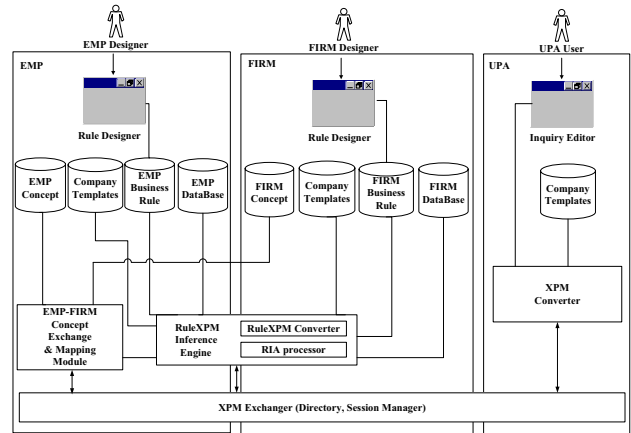 EMP Designer
FIRM Designer
UPA User
EMP
FIRM
UPA
Rule Designer
Rule Designer
Inquiry Editor
EMP
Concept
Company
Templates
EMP
Business
Rule
EMP
DataBase
FIRM
Concept
Company
Templates
FIRM
Business
Rule
FIRM
DataBase
Company
Templates
EMP-FIRM
Concept
Exchange
& Mapping
Module
RuleXPM
Inference
Engine
RuleXPM Converter
RIA processor
XPM
Converter
XPM Exchanger (Directory, Session Manager)